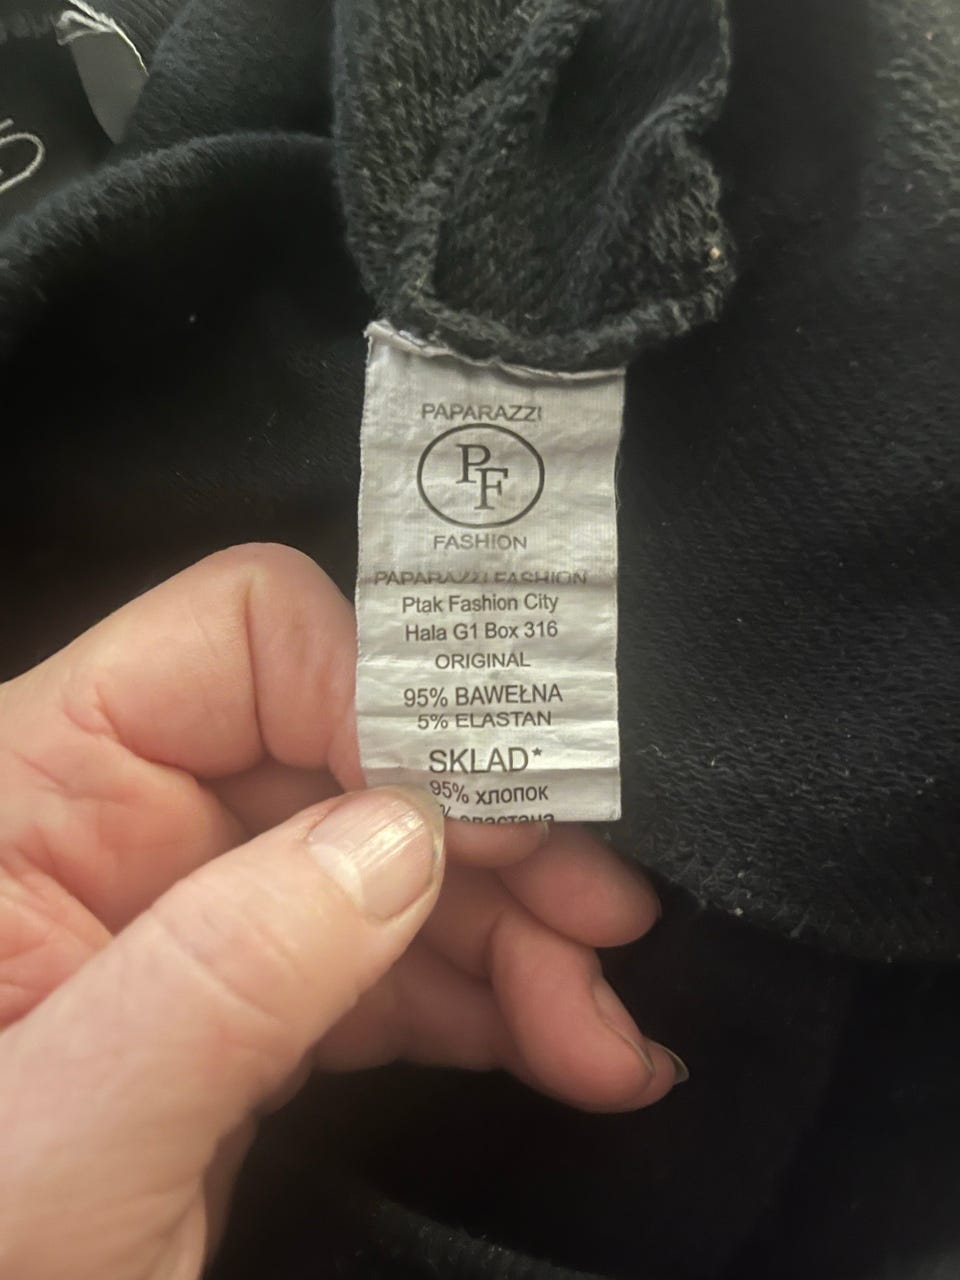 PAPARAZZI
PF
FASHION
PAPARAZZI FASHION
Ptak Fashion City
Hala G1 Box 316
ORIGINAL
95% BAWEŁNA
5% ELASTAN
SKLAD*
95% хлопок
% эластана